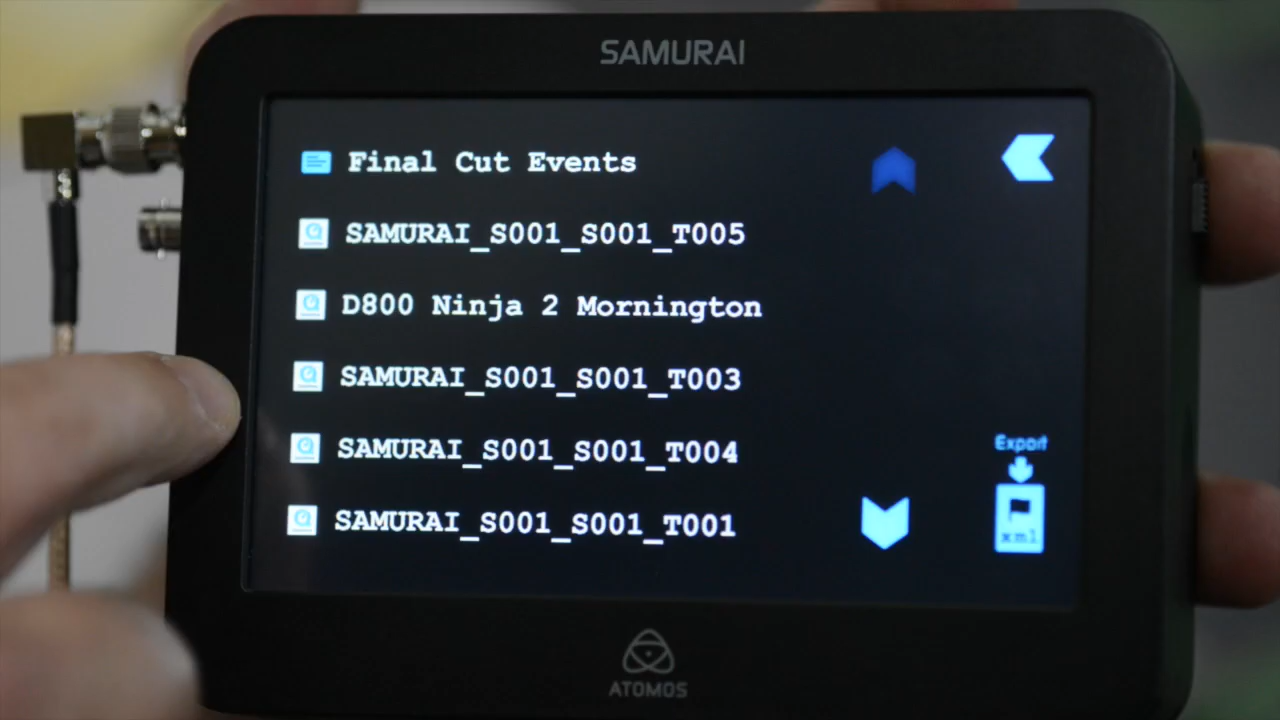 SAMURAI
Final Cut Events
SAMURAI_S001_S001_T005
D800 Ninja 2 Mornington
SAMURAI_S001_S001_T003
SAMURAI_S001_S001_T004
SAMURAI_S001_S001_T001
Export
xml
ATOMOS